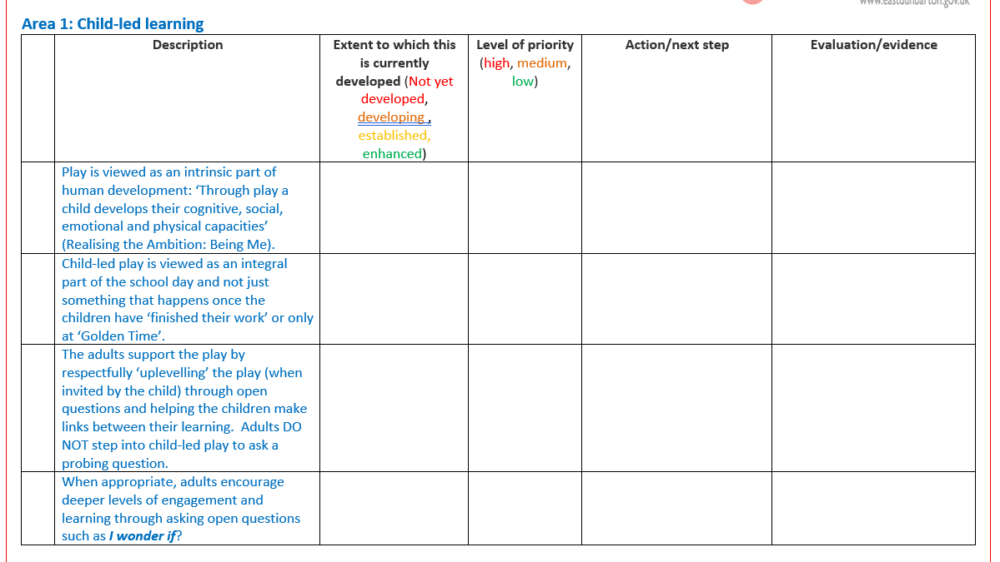 www.eastdunbarton.gov.uk
Area 1: Child-led learning
Description
Extent to which this
is currently
developed (Not yet
developed,
developing ,
established,
enhanced)
Level of priority
(high, medium,
low)
Action/next step
Evaluation/evidence
Play is viewed as an intrinsic part of
human development: ‘Through play a
child develops their cognitive, social,
emotional and physical capacities’
(Realising the Ambition: Being Me).
Child-led play is viewed as an integral
part of the school day and not just
something that happens once the
children have ‘finished their work’ or only
at ‘Golden Time’.
The adults support the play by
respectfully ‘uplevelling’ the play (when
invited by the child) through open
questions and helping the children make
links between their learning.  Adults DO
NOT step into child-led play to ask a
probing question.
When appropriate, adults encourage
deeper levels of engagement and
learning through asking open questions
such as I wonder if?